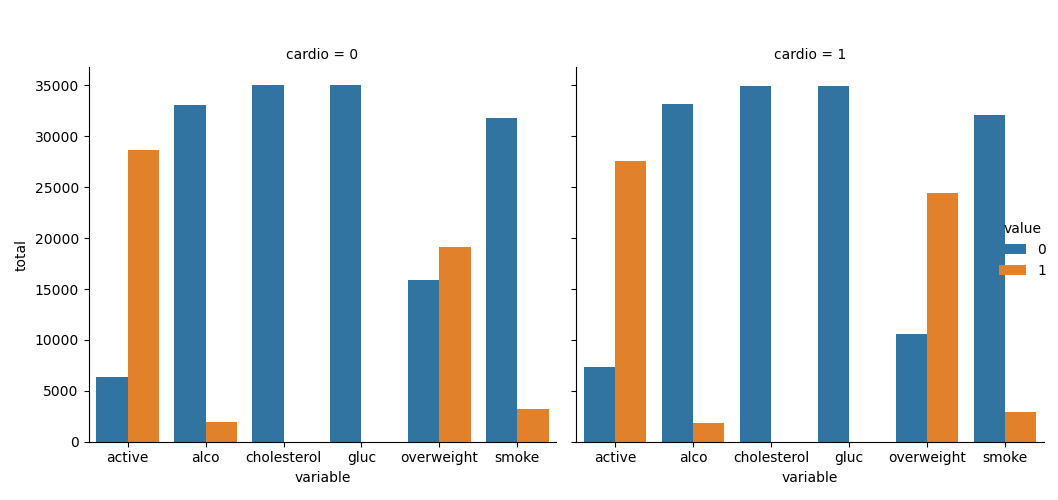 cardio = 0
cardio = 1
35000
30000
25000
20000
15000
10000
5000
0
total
active alco cholesterol gluc overweight smoke
variable
active alco cholesterol gluc overweight smoke
variable
value
0
1